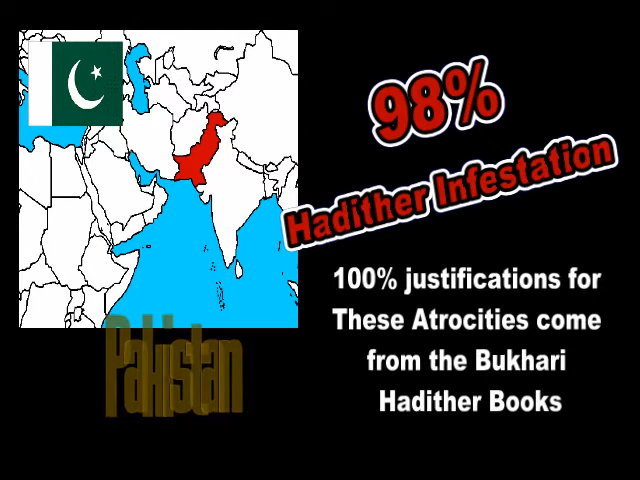 98%
Hadither Infestation
100% justifications for
These Atrocities come
from the Bukhari
Hadither Books
Pakistan